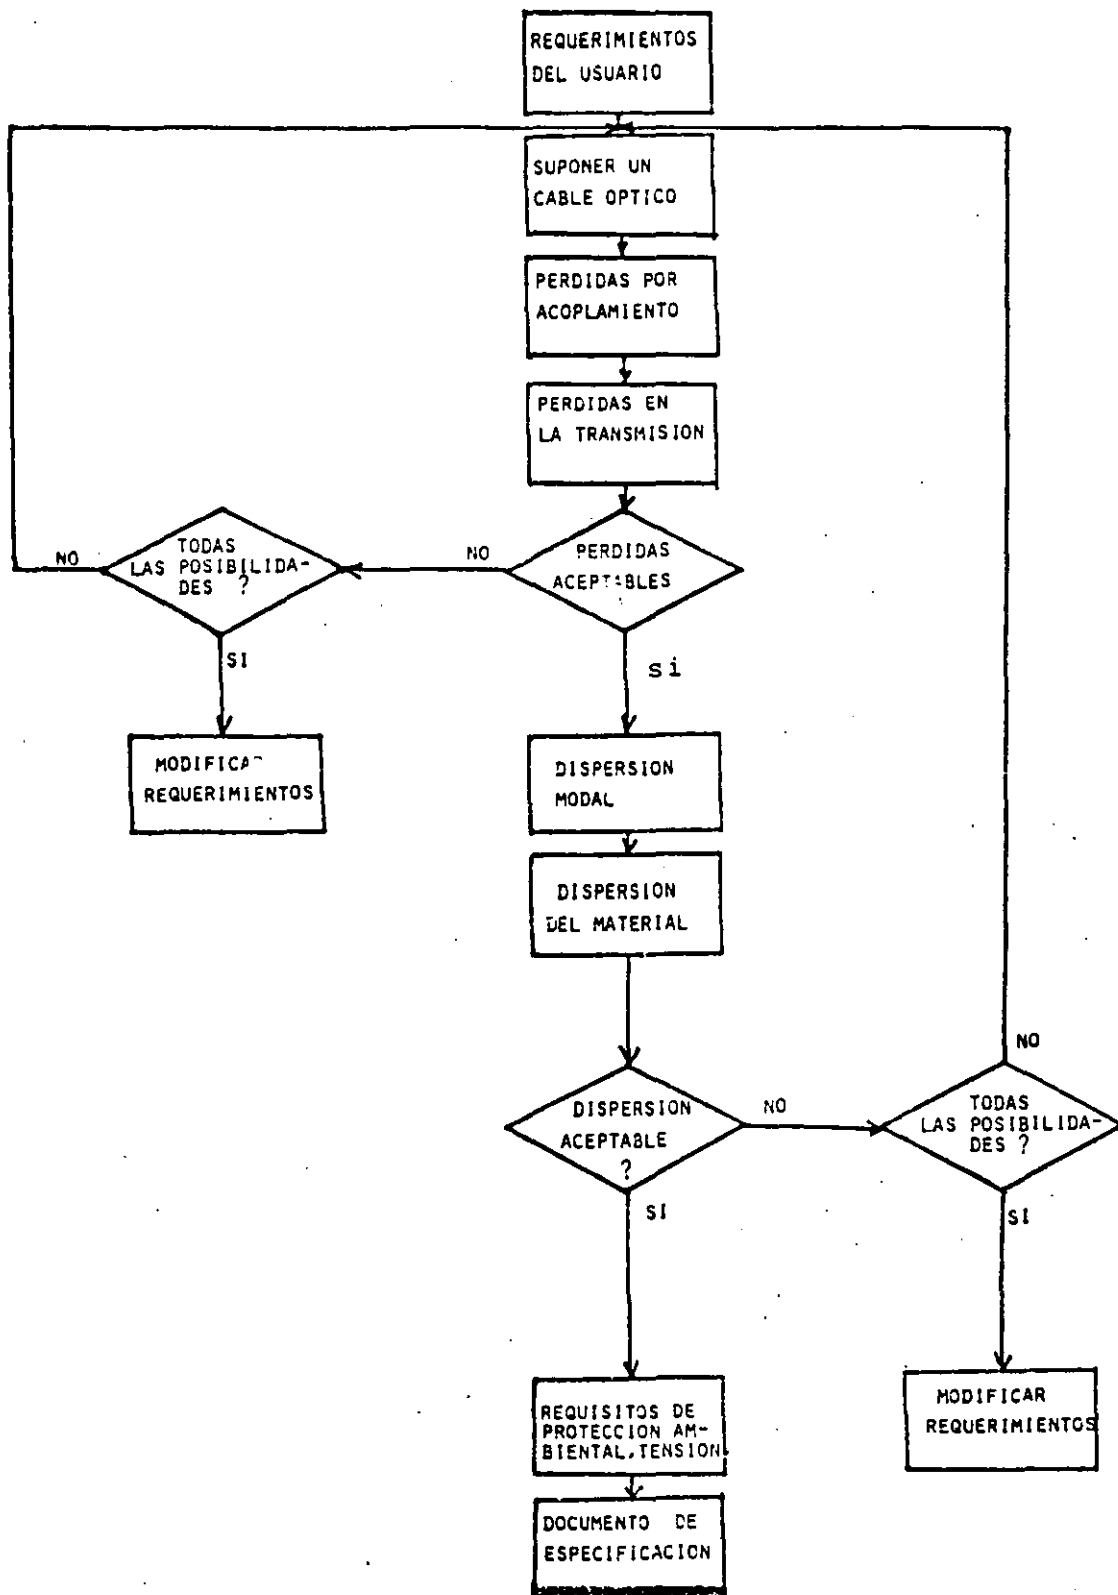 REQUERIMIENTOS
DEL USUARIO
SUPONER UN
CABLE OPTICO
PERDIDAS POR
ACOPLAMIENTO
PERDIDAS EN
LA TRANSMISION
PERDIDAS
ACEPTABLES
NO
TODAS
LAS POSIBILIDA-
DES ?
NO
SI
MODIFICAR
REQUERIMIENTOS
si
DISPERSION
MODAL
DISPERSION
DEL MATERIAL
DISPERSION
ACEPTABLE
?
NO
TODAS
LAS POSIBILIDA-
DES ?
NO
SI
MODIFICAR
REQUERIMIENTOS
SI
REQUISITOS DE
PROTECCION AM-
BIENTAL,TENSION
DOCUMENTO DE
ESPECIFICACION